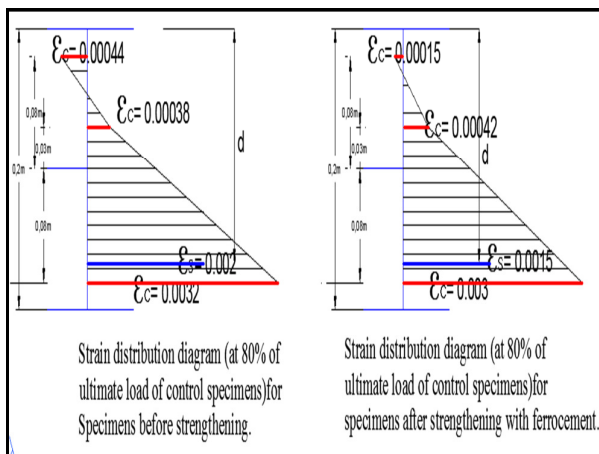 Ɛc= 0.00044
0,08m
Ɛc= 0.00038
0,03m
0,2m
d
0,08m
Ɛs= 0.002
Ɛc= 0.0032
Strain distribution diagram (at 80% of
ultimate load of control specimens)for
Specimens before strengthening.
Ɛc= 0.00015
0,08m
Ɛc= 0.00042
0,03m
0,2m
d
0,08m
Ɛs= 0.0015
Ɛc= 0.003
Strain distribution diagram (at 80% of
ultimate load of control specimens)for
specimens after strengthening with ferrocement.